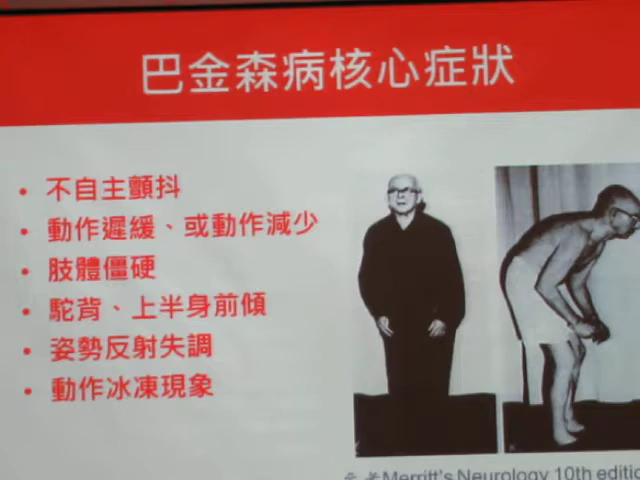 巴金森病核心症狀
• 不自主顫抖
• 動作遲緩、或動作減少
• 肢體僵硬
• 駝背、上半身前傾
• 姿勢反射失調
• 動作冰凍現象
Merritt's Neurology 10th editio